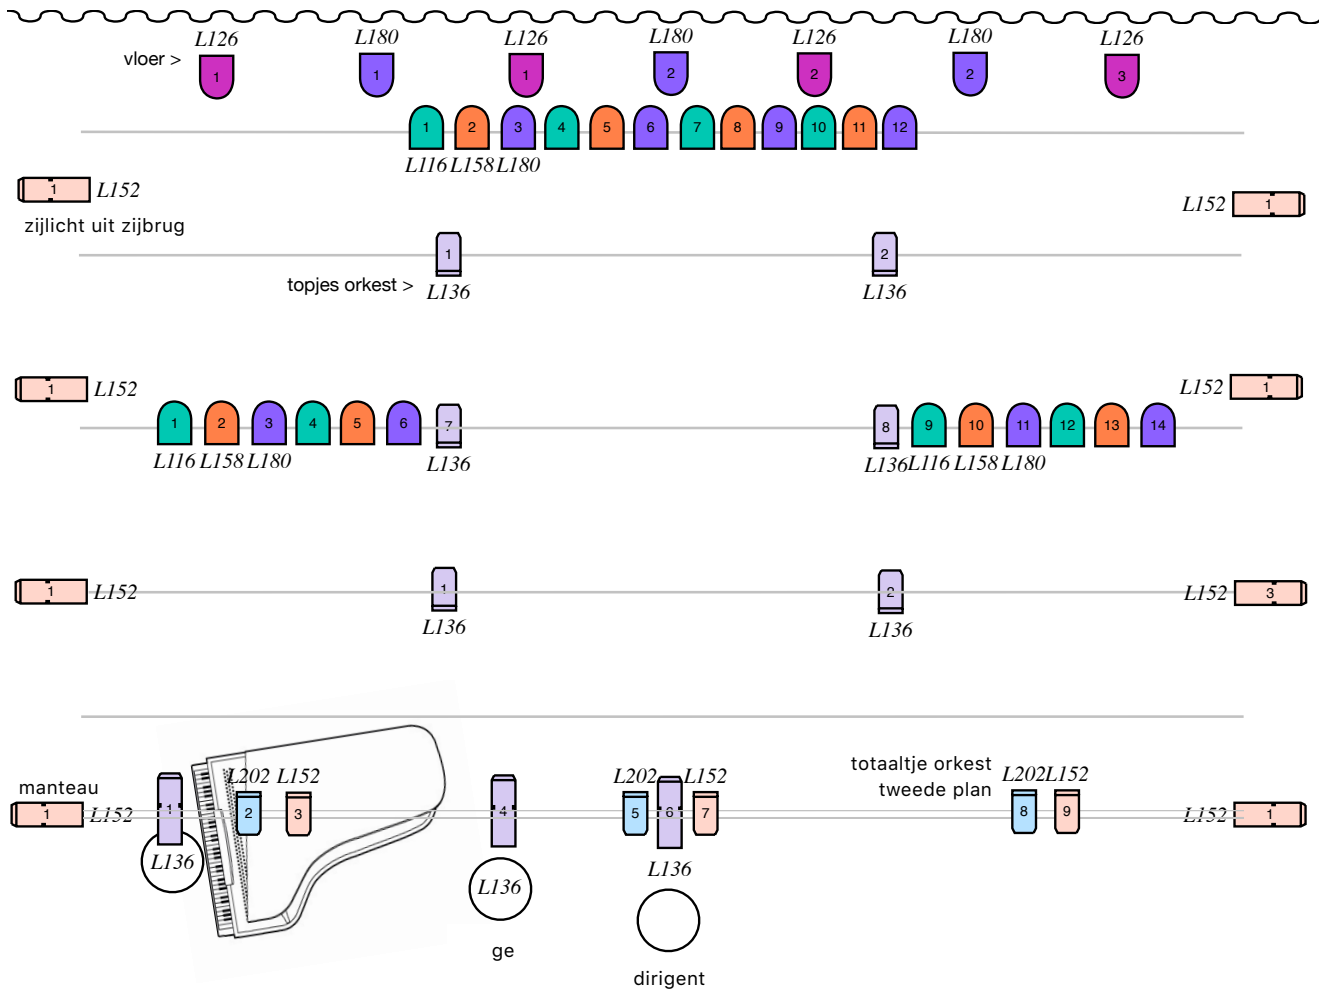 L126 L180 L126 L180 L126 L180 L126
vloer >
1 1 1 2 2 2 3
1 2 3 4 5 6 7 8 9 10 11 12
L116 L158 L180
1 L152 L152 1
zijlicht uit zijbrug
1 2
topjes orkest >
L136 L136
1 L152 L152 1
1 2 3 4 5 6 7 8 9 10 11 12 13 14
L116 L158 L180 L136 L136 L116 L158 L180
1 L152 1 2 L152 3
L136 L136
totaaltje orkest
tweede plan
manteau
L202 L152 L202 L152 L202 L152
1 L152 1 2 3 4 5 6 7 8 9 L152 1
L136 L136 L136
ge
dirigent